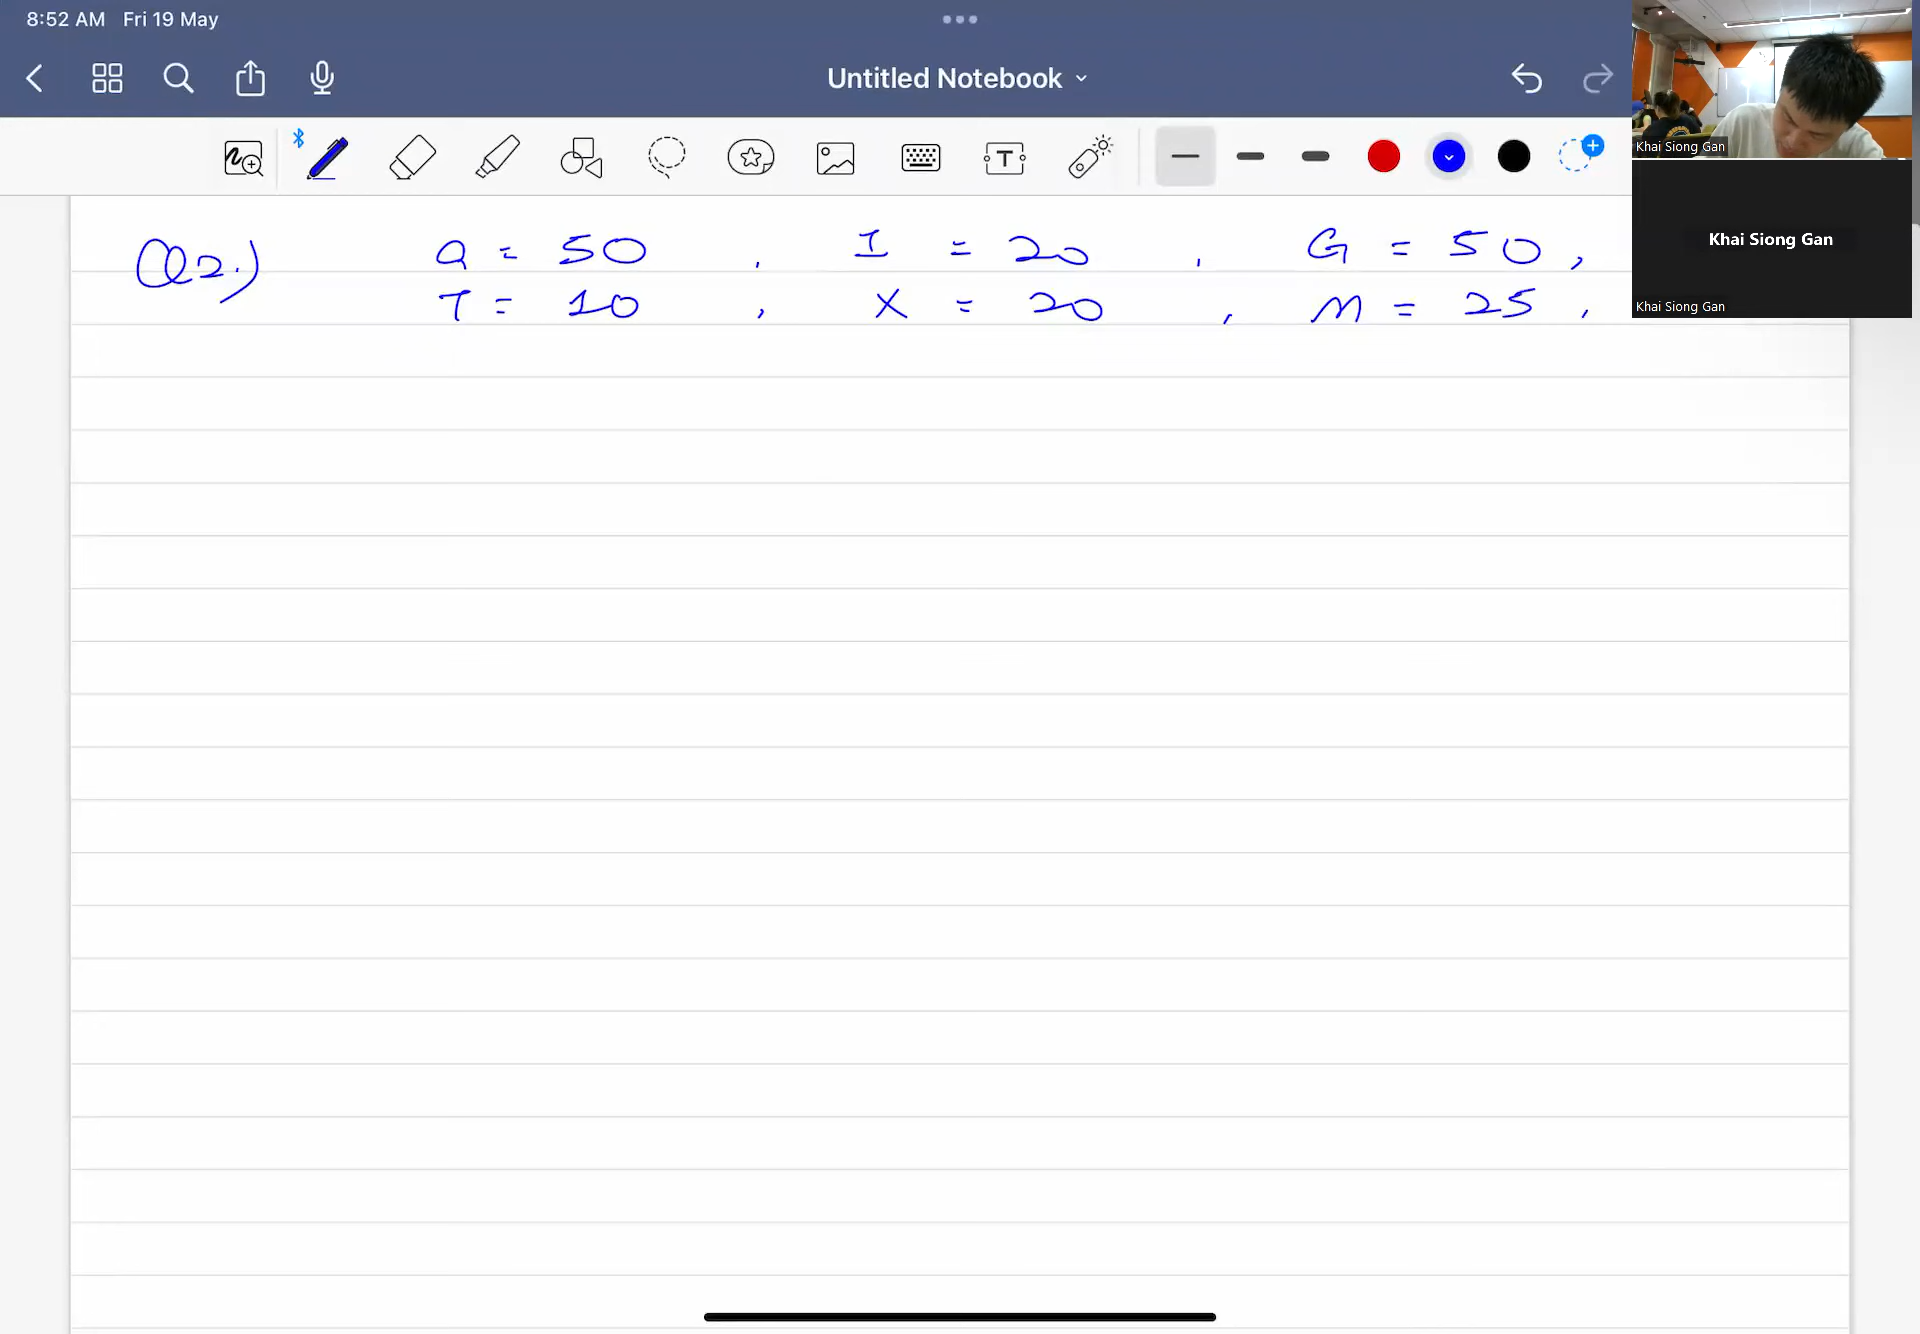 8:52 AM Fri 19 May
Untitled Notebook
T
Khai Siong Gan
Khai Siong Gan
Khai Siong Gan
Q2.) a = 50 , I = 20 , G = 50 ,
T = 10 , X = 20 , M = 25 ,